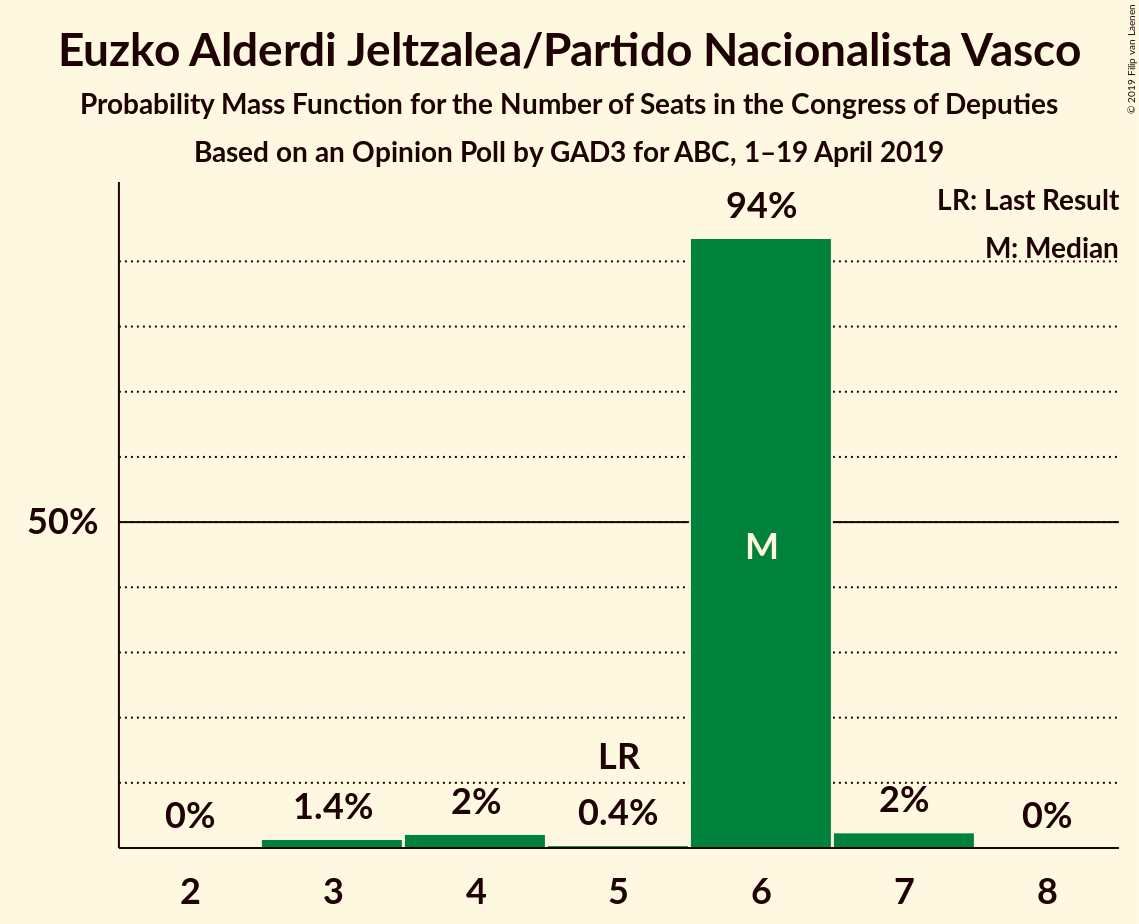 Euzko Alderdi Jeltzalea/Partido Nacionalista Vasco
Probability Mass Function for the Number of Seats in the Congress of Deputies
Based on an Opinion Poll by GAD3 for ABC, 1–19 April 2019
© 2019 Filip van Laenen
LR: Last Result
M: Median
94%
50%
M
LR
0%
1.4%
2%
0.4%
2%
0%
2
3
4
5
6
7
8